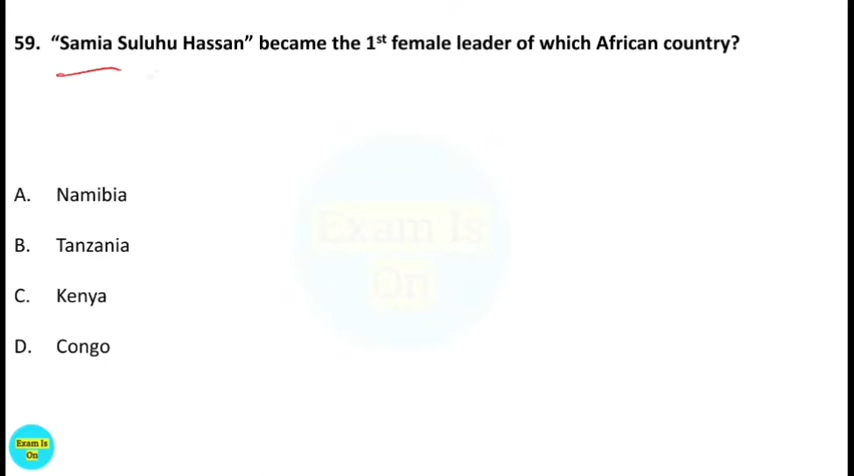 59. “Samia Suluhu Hassan” became the 1st female leader of which African country?
Exam Is
On
A. Namibia
B. Tanzania
C. Kenya
D. Congo
Exam Is
On